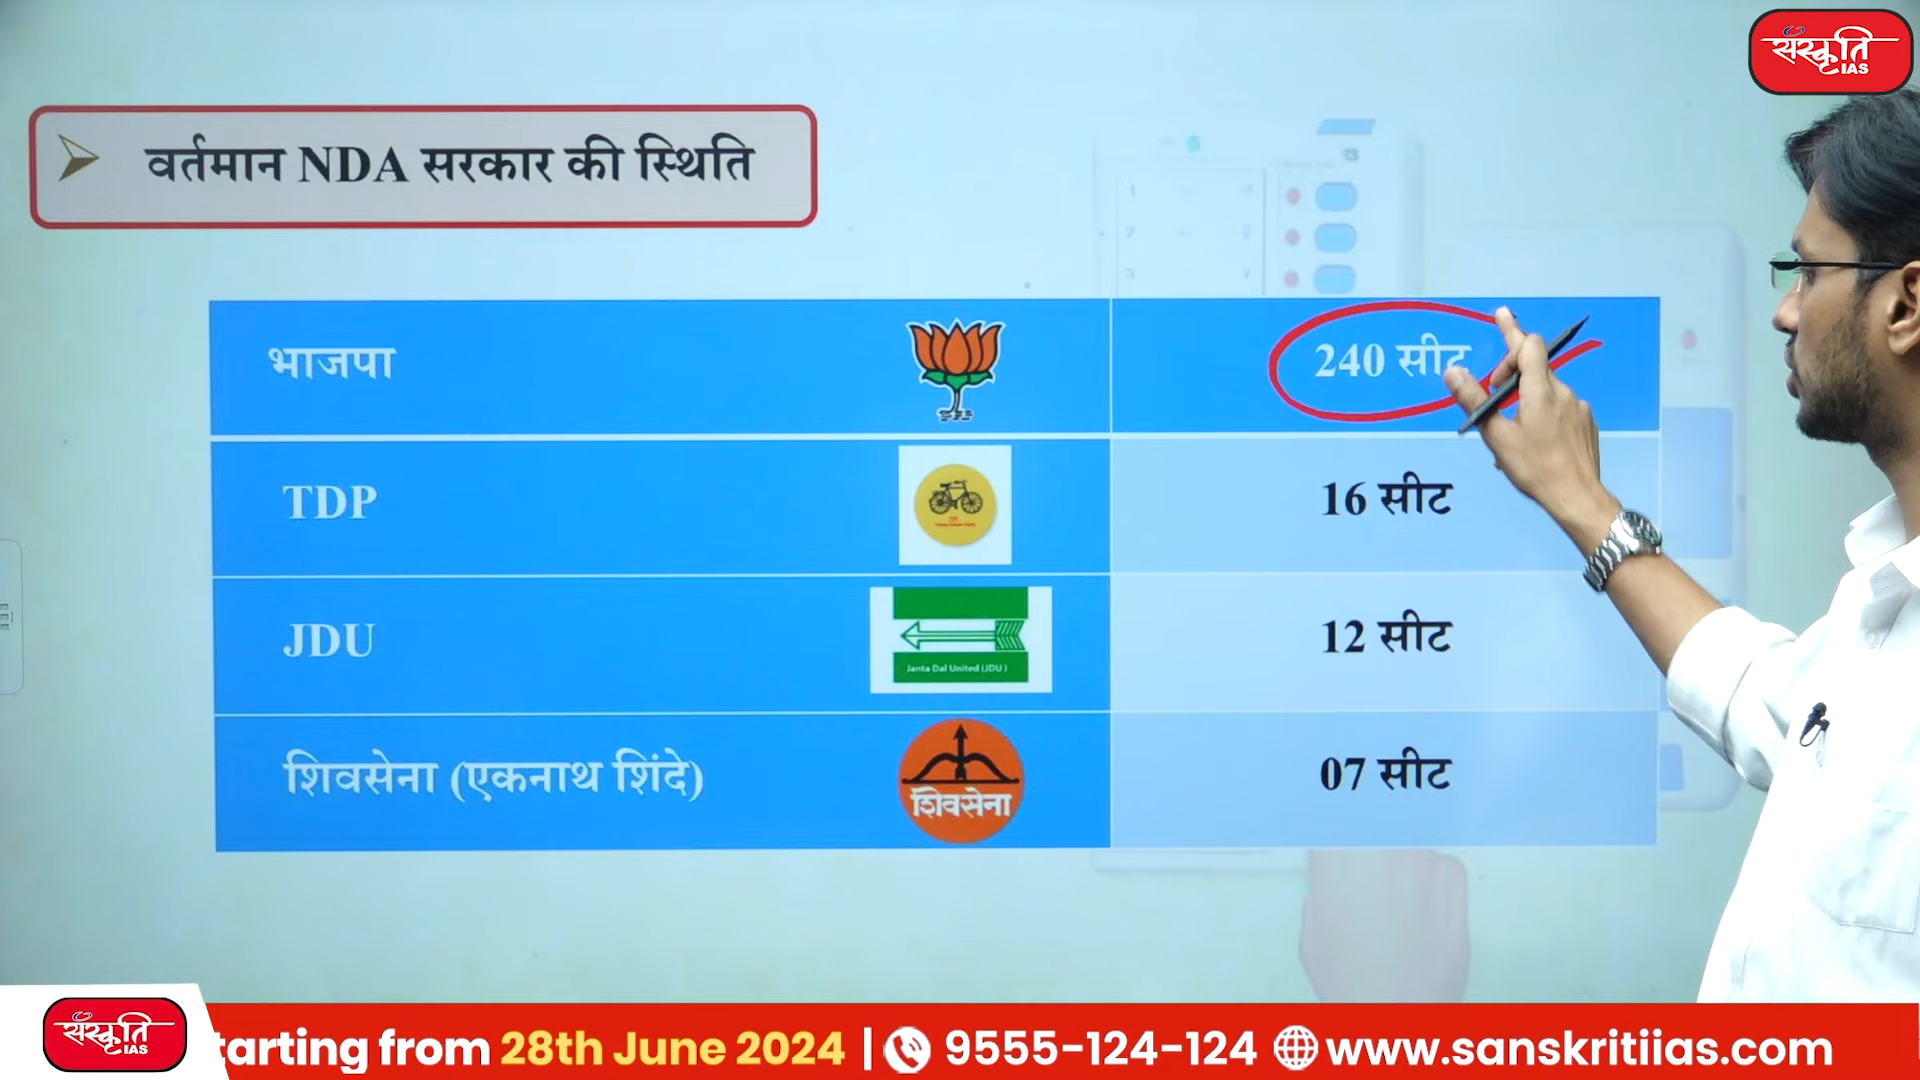 संस्कृति
IAS
वर्तमान NDA सरकार की स्थिति
भाजपा
240 सीट
TDP
16 सीट
JDU
Janta Dal United (JDU)
12 सीट
शिवसेना (एकनाथ शिंदे)
शिवसेना
07 सीट
संस्कृति
IAS
tarting from 28th June 2024 | 9555-124-124 www.sanskritiias.com